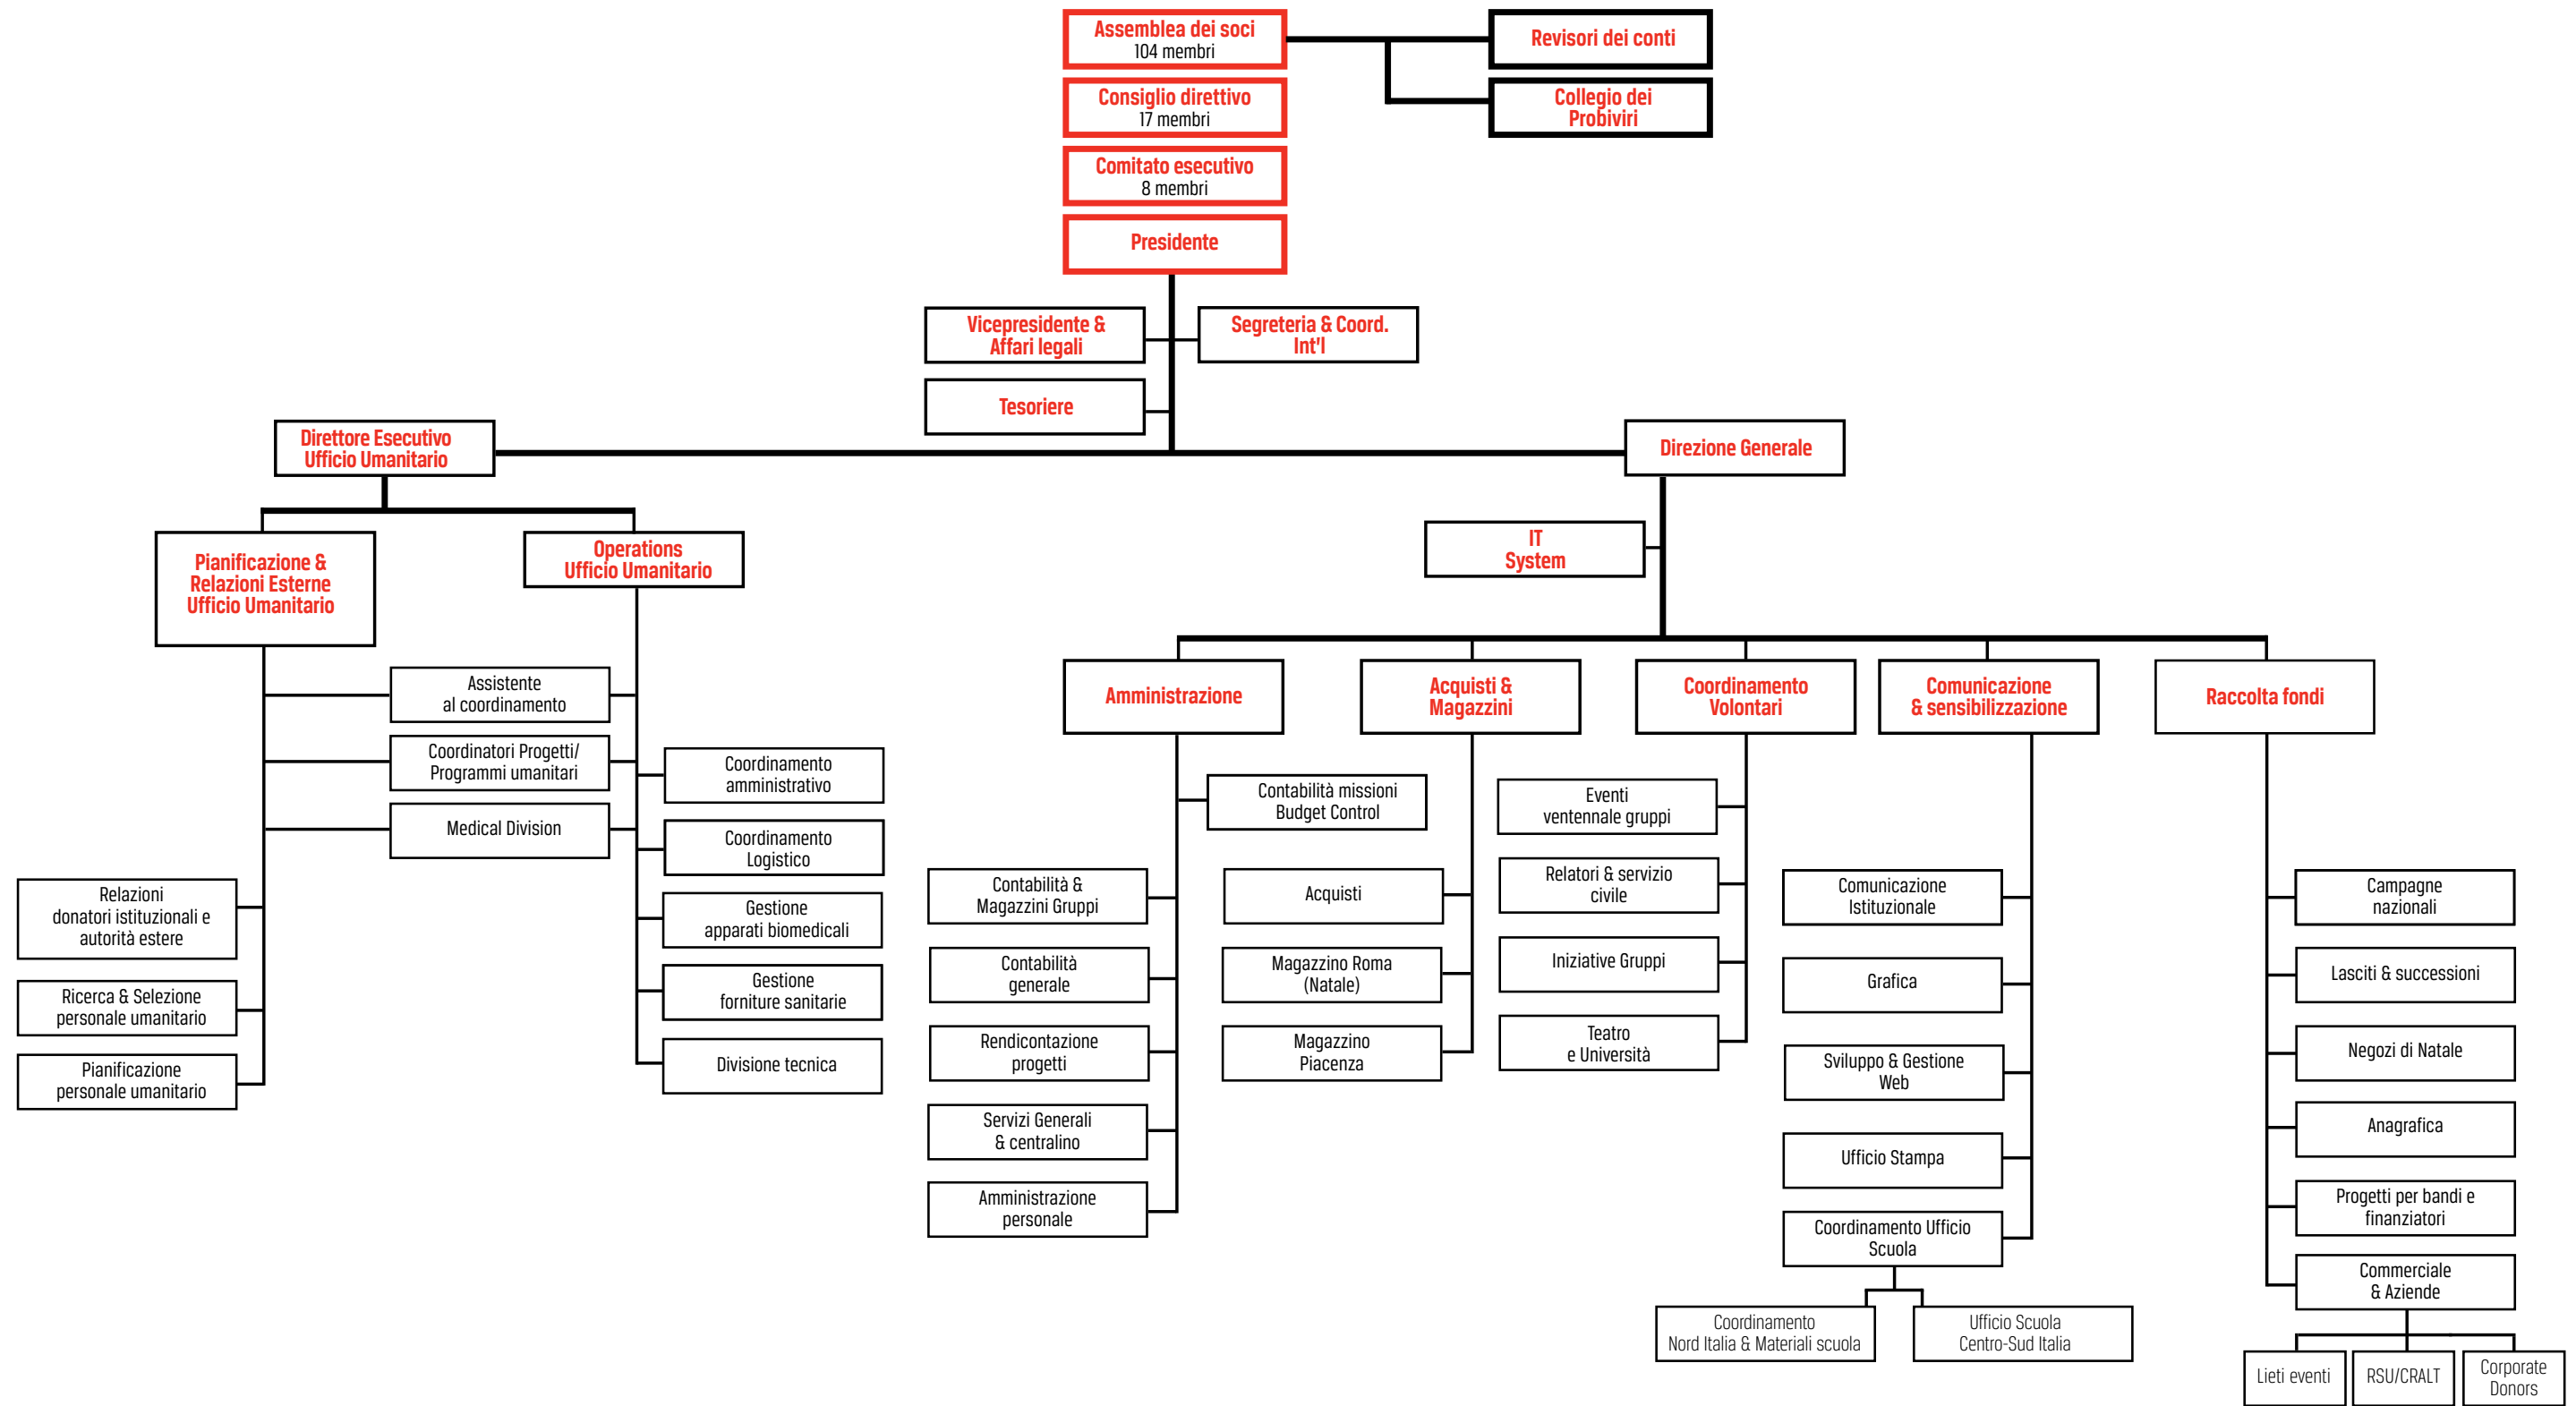 Assemblea dei soci
104 membri
Revisori dei conti
Consiglio direttivo
17 membri
Collegio dei
Probiviri
Comitato esecutivo
8 membri
Presidente
Vicepresidente &
Affari legali
Segreteria & Coord.
Int'l
Tesoriere
Direttore Esecutivo
Ufficio Umanitario
Direzione Generale
Pianificazione &
Relazioni Esterne
Ufficio Umanitario
Operations
Ufficio Umanitario
IT
System
Assistente
al coordinamento
Coordinatori Progetti/
Programmi umanitari
Medical Division
Coordinamento
amministrativo
Coordinamento
Logistico
Gestione
apparati biomedicali
Gestione
forniture sanitarie
Divisione tecnica
Relazioni
donatori istituzionali e
autorità estere
Ricerca & Selezione
personale umanitario
Pianificazione
personale umanitario
Amministrazione
Acquisti &
Magazzini
Coordinamento
Volontari
Comunicazione
& sensibilizzazione
Raccolta fondi
Contabilità missioni
Budget Control
Contabilità &
Magazzini Gruppi
Contabilità
generale
Rendicontazione
progetti
Servizi Generali
& centralino
Amministrazione
personale
Acquisti
Magazzino Roma
(Natale)
Magazzino
Piacenza
Eventi
ventennale gruppi
Relatori & servizio
civile
Iniziative Gruppi
Teatro
e Università
Comunicazione
Istituzionale
Grafica
Sviluppo & Gestione
Web
Ufficio Stampa
Coordinamento Ufficio
Scuola
Coordinamento
Nord Italia & Materiali scuola
Ufficio Scuola
Centro-Sud Italia
Campagne
nazionali
Lasciti & successioni
Negozi di Natale
Anagrafica
Progetti per bandi e
finanziatori
Commerciale
& Aziende
Lieti eventi
RSU/CRALT
Corporate
Donors